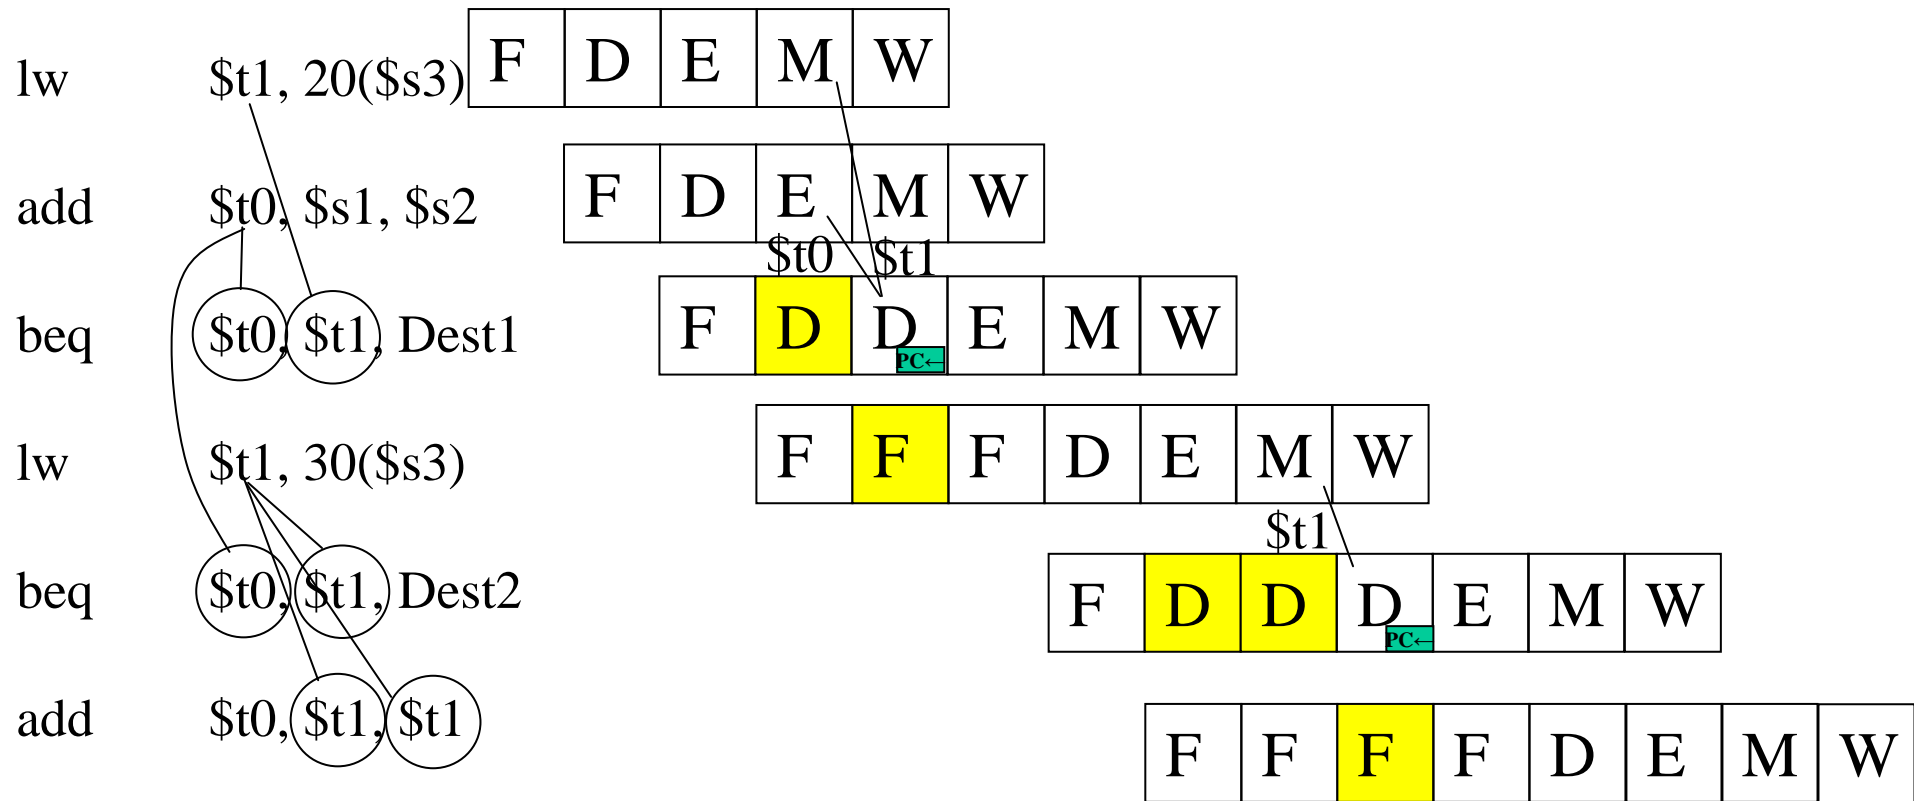 lw $t1, 20($s3) F D E M W
add $t0, $s1, $s2 F D E M W
$t0 $t1
beq $t0, $t1, Dest1 F D D E M W
PC←
lw $t1, 30($s3) F F F D E M W
$t1
beq $t0, $t1, Dest2 F D D D E M W
PC←
add $t0, $t1, $t1 F F F F D E M W